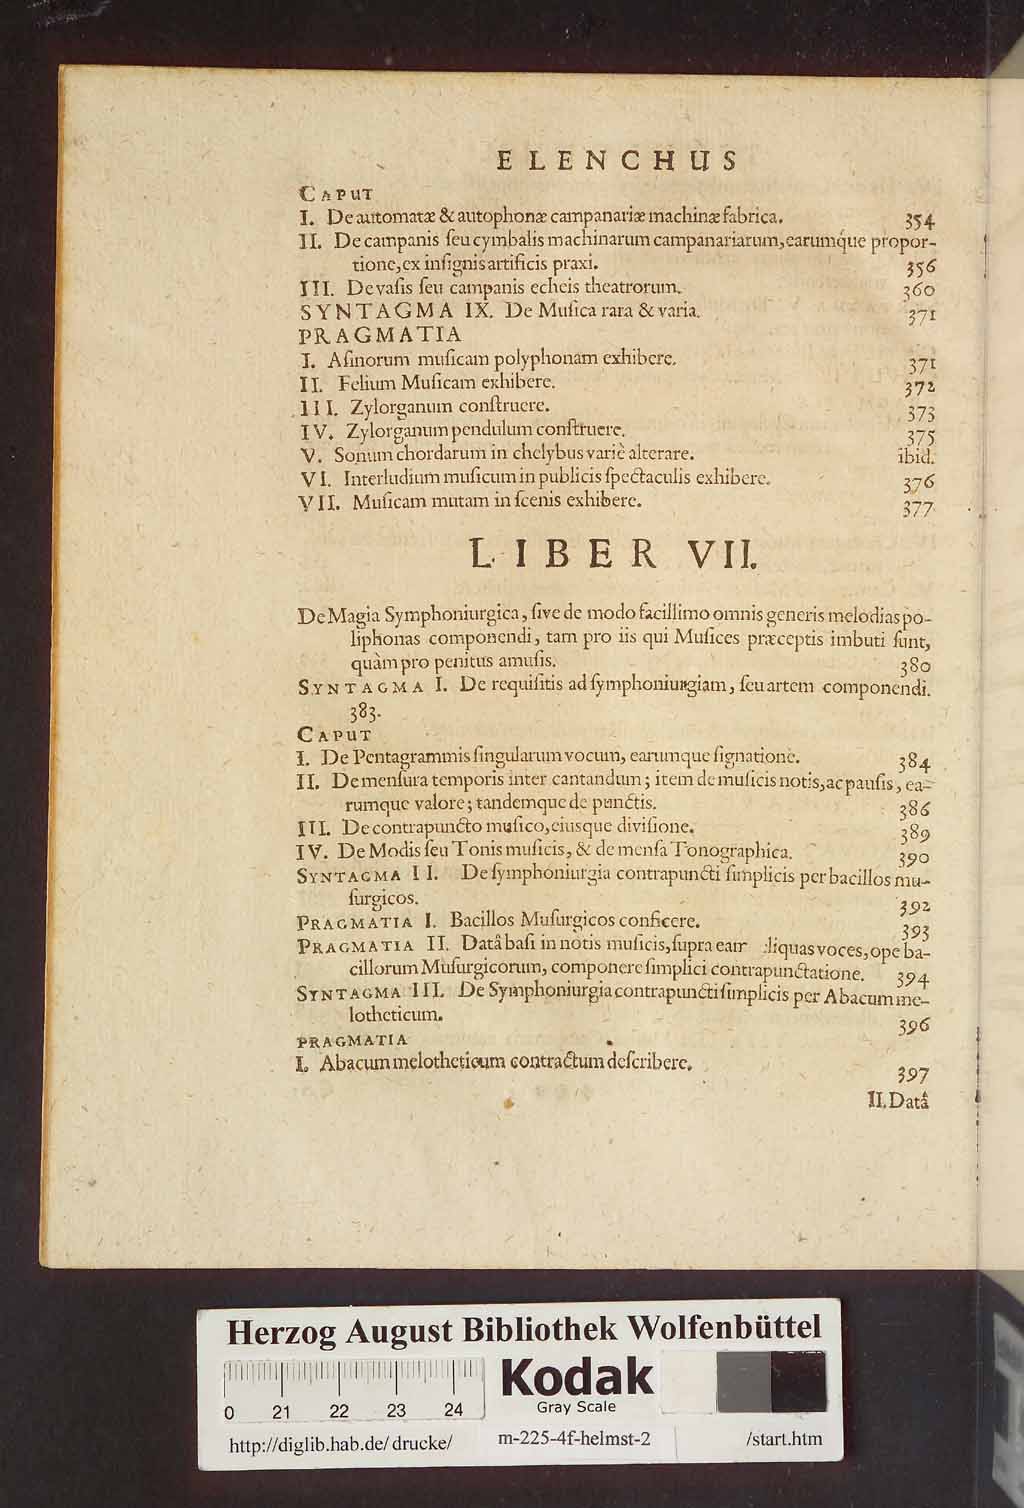 ELENCHUS
CAPUT
I. De automatæ & autophonæ campanariæ machinæ fabrica. 354
II. De campanis ſeu cymbalis machinarum campanariarum, earumqué propor-
tione, ex inſignis artificis praxi. 356
III. De vaſis ſeu campanis echeis theatrorum. 360
SYNTAGMA IX. De Muſica rara & varia. 371
PRAGMATIA
I. Aſinorum muſicam polyphonam exhibere. 371
II. Felium Muſicam exhibere. 372
III. Zylorganum conſtruere. 373
IV. Zylorganum pendulum conſtruere. 375
V. Sonum chordarum in chelybus variè alterare. ibid.
VI. Interludium muſicum in publicis ſpectaculis exhibere. 376
VII. Muſicam mutam in ſcenis exhibere. 377
LIBER VII.
De Magia Symphoniurgica, ſive de modo facillimo omnis generis melodias po-
liphonas componendi, tam pro iis qui Muſices præceptis imbuti ſunt,
quàm pro penitus amuſis. 380
SYNTAGMA I. De requiſitis ad ſymphoniurgiam, ſeu artem componendi.
383.
CAPUT
I. De Pentagrammis ſingularum vocum, earumque ſignatione. 384
II. De menſura temporis inter cantandum; item de muſicis notis, ac pauſis, ea-
rumque valore; tandemque de punctis. 386
III. De contrapuncto muſico, eiusque diviſione. 389
IV. De Modis ſeu Tonis muſicis, & de menſa Tonographica. 390
SYNTAGMA II. De ſymphoniurgia contrapuncti ſimplicis per bacillos mu-
ſurgicos. 392
PRAGMATIA I. Bacillos Muſurgicos conficere. 393
PRAGMATIA II. Datâ baſi in notis muſicis, ſupra eam liquas voces, ope ba-
cillorum Muſurgicorum, componere ſimplici contrapunctatione. 394
SYNTAGMA III. De Symphoniurgia contrapuncti ſimplicis per Abacum me-
lotheticum. 396
PRAGMATIA
I. Abacum melotheticum contractum deſcribere. 397
II. Datâ
Herzog August Bibliothek Wolfenbüttel
Kodak
Gray Scale
0 21 22 23 24
http://diglib.hab.de/drucke/ m-225-4f-helmst-2 /start.htm